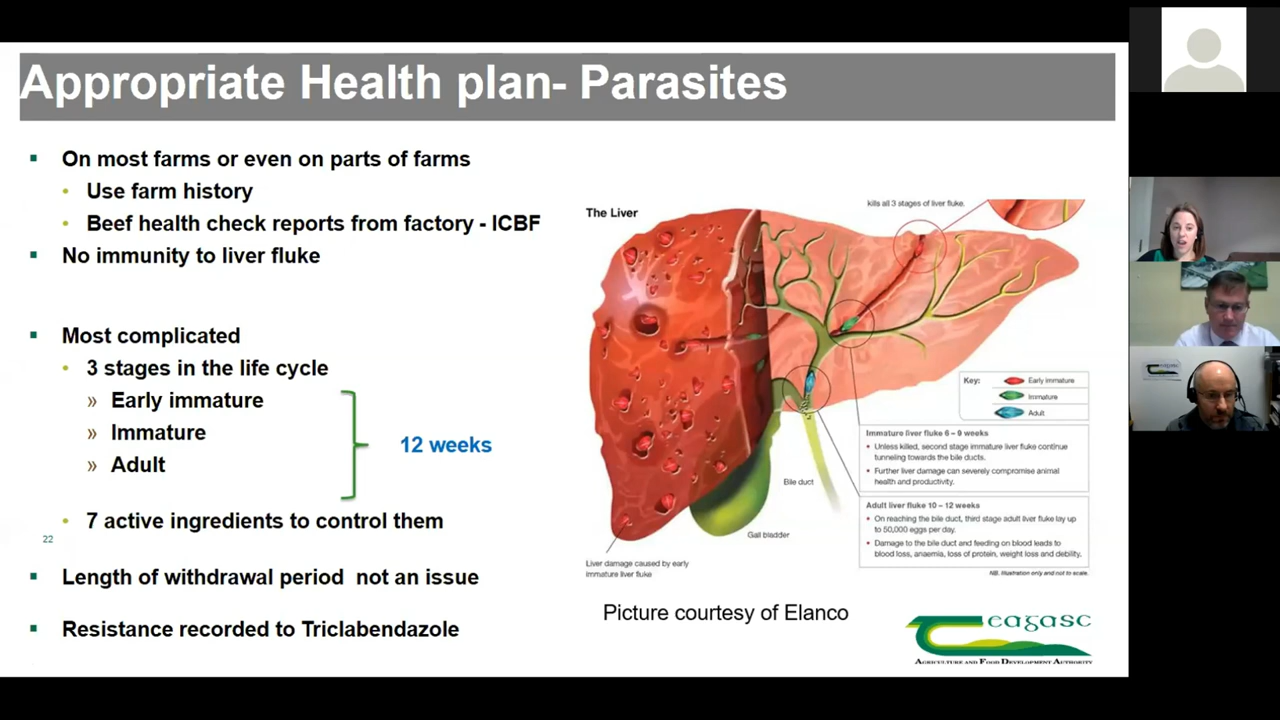 Appropriate Health plan- Parasites
On most farms or even on parts of farms
Use farm history
Beef health check reports from factory - ICBF
No immunity to liver fluke
Most complicated
3 stages in the life cycle
Early immature
Immature
Adult
12 weeks
7 active ingredients to control them
22
Length of withdrawal period not an issue
Resistance recorded to Triclabendazole
The Liver
kills all 3 stages of liver fluke.
Key:
Early immature
Immature
Adult
Immature liver fluke 6 – 9 weeks
Unless killed, second stage immature liver fluke continue
tunneling towards the bile ducts.
Further liver damage can severely compromise animal
health and productivity.
Adult liver fluke 10 – 12 weeks
On reaching the bile duct, third stage adult liver fluke lay up
to 50,000 eggs per day.
Damage to the bile duct and feeding on blood leads to
blood loss, anaemia, loss of protein, weight loss and debility.
Bile duct
Gall bladder
Liver damage caused by early
immature liver fluke
NB. Illustration only and not to scale.
Picture courtesy of Elanco
Teagasc
Agriculture and Food Development Authority